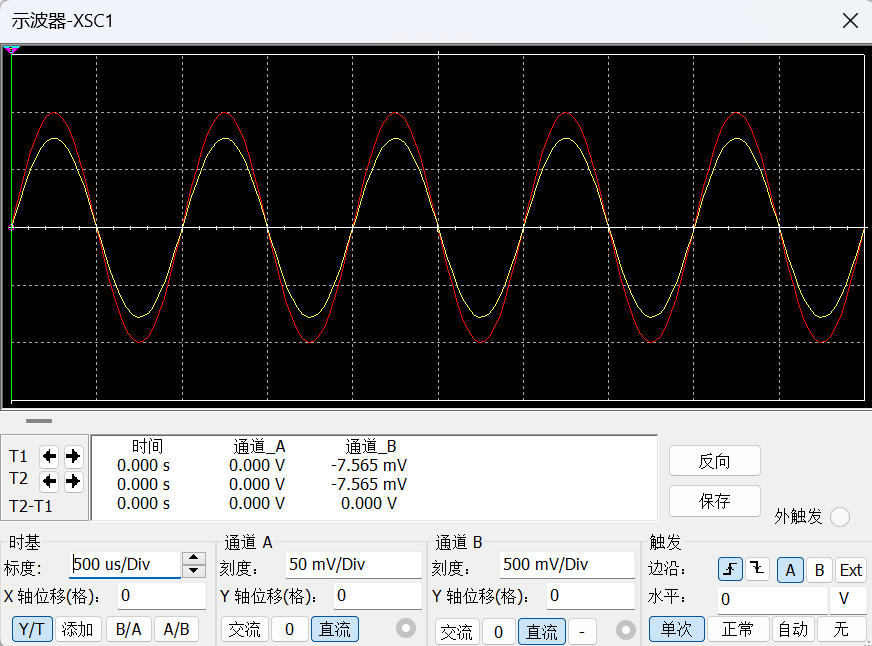 示波器-XSC1
时间 通道_A 通道_B
T1 0.000 s 0.000 V -7.565 mV
T2 0.000 s 0.000 V -7.565 mV
T2-T1 0.000 s 0.000 V 0.000 V
反向
保存
外触发
时基
标度： 500 us/Div
X 轴位移(格)： 0
Y/T 添加 B/A A/B
通道 A
刻度： 50 mV/Div
Y 轴位移(格)： 0
交流 0 直流
通道 B
刻度： 500 mV/Div
Y 轴位移(格)： 0
交流 0 直流 -
触发
边沿： A B Ext
水平： 0 V
单次 正常 自动 无